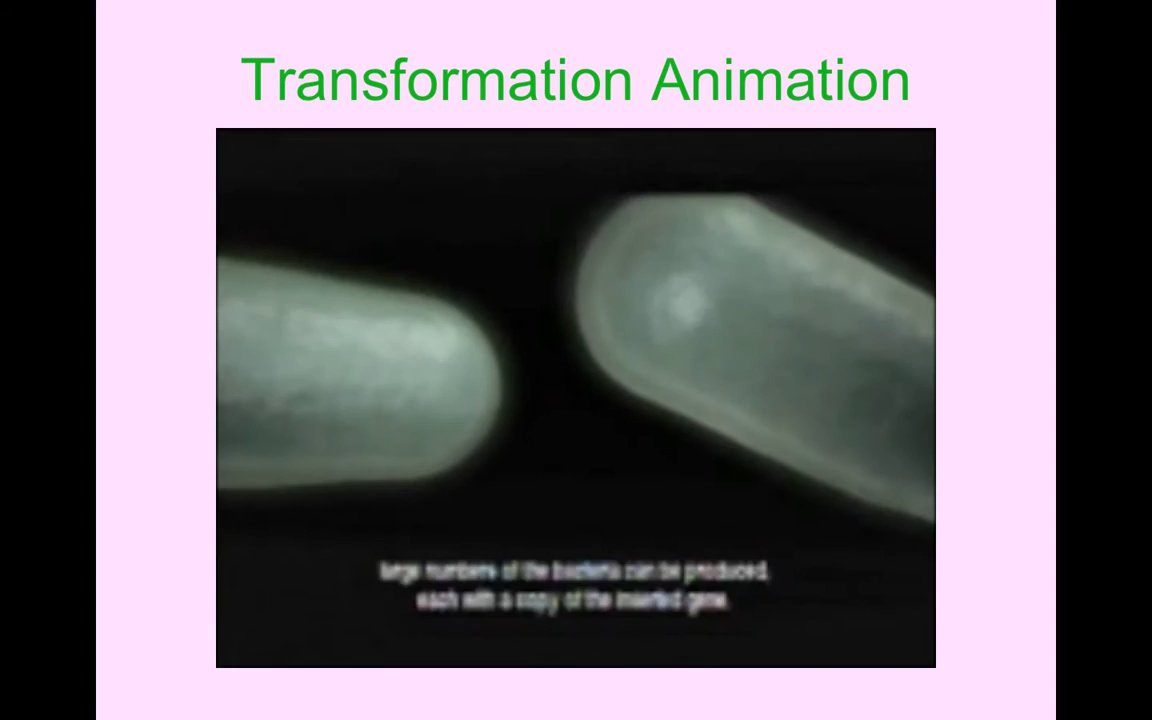 Transformation Animation
large numbers of the bacteria can be produced,
each with a copy of the inserted gene.